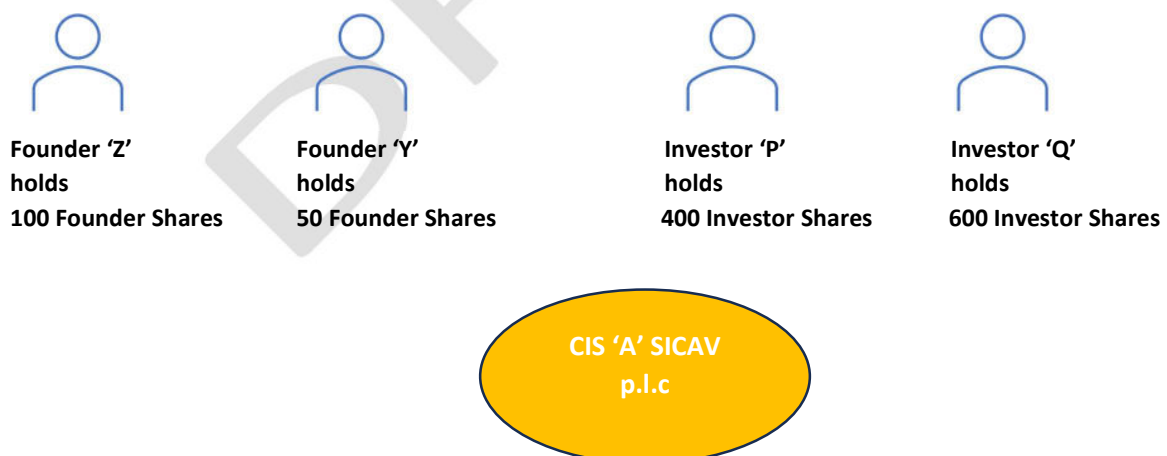 Founder ‘Z’
holds
100 Founder Shares
Founder ‘Y’
holds
50 Founder Shares
Investor ‘P’
holds
400 Investor Shares
Investor ‘Q’
holds
600 Investor Shares
CIS ‘A’ SICAV
p.l.c